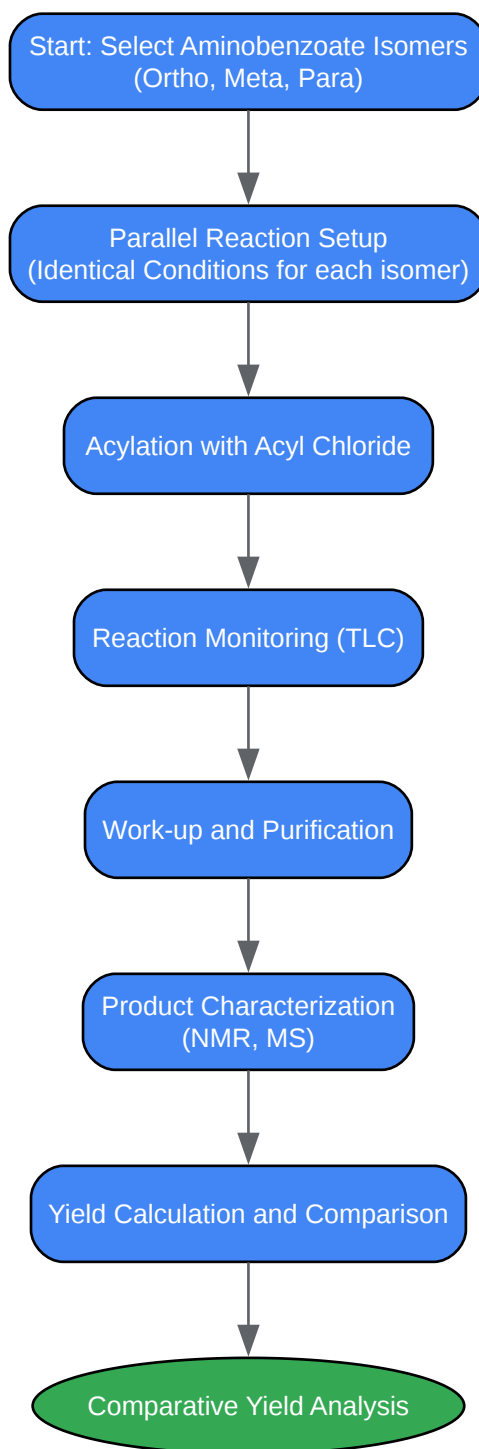 Start: Select Aminobenzoate Isomers
(Ortho, Meta, Para)
Parallel Reaction Setup
(Identical Conditions for each isomer)
Acylation with Acyl Chloride
Reaction Monitoring (TLC)
Work-up and Purification
Product Characterization
(NMR, MS)
Yield Calculation and Comparison
Comparative Yield Analysis